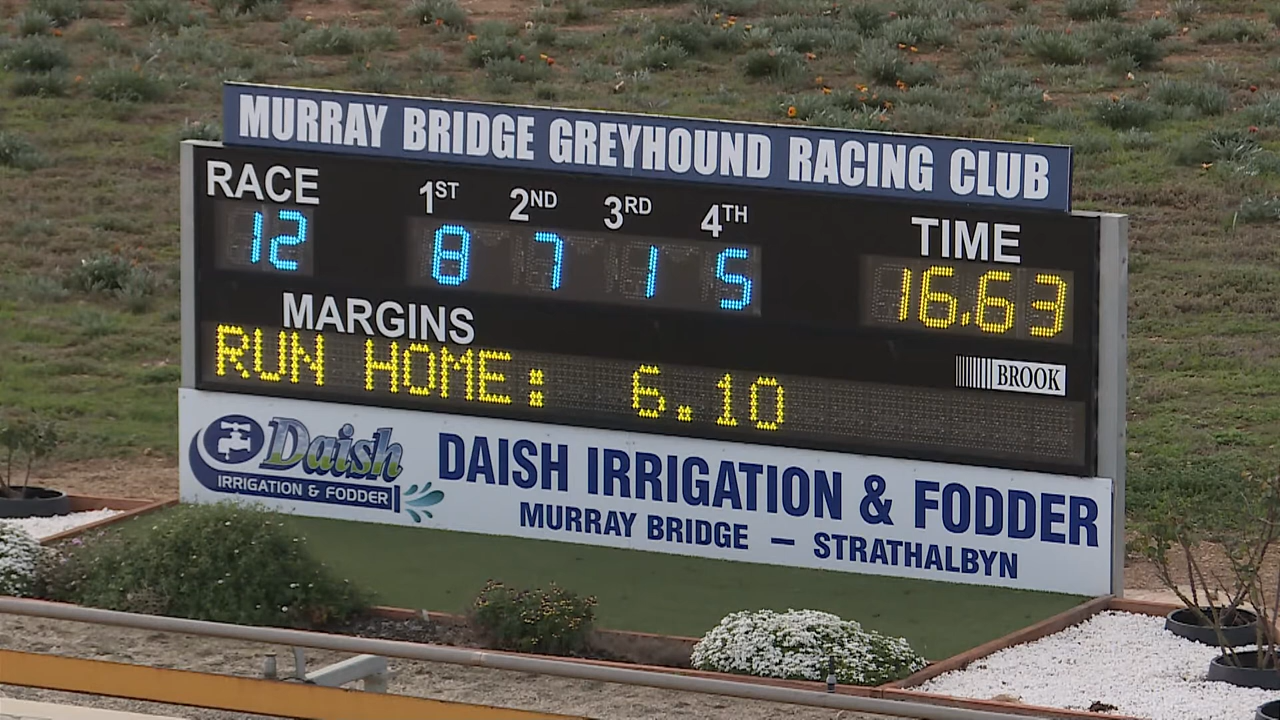 MURRAY BRIDGE GREYHOUND RACING CLUB
RACE 1ST 2ND 3RD 4TH TIME
12 8 7 1 5 16.63
MARGINS
RUN HOME: 6.10
BROOK
Daish
IRRIGATION & FODDER
DAISH IRRIGATION & FODDER
MURRAY BRIDGE – STRATHALBYN